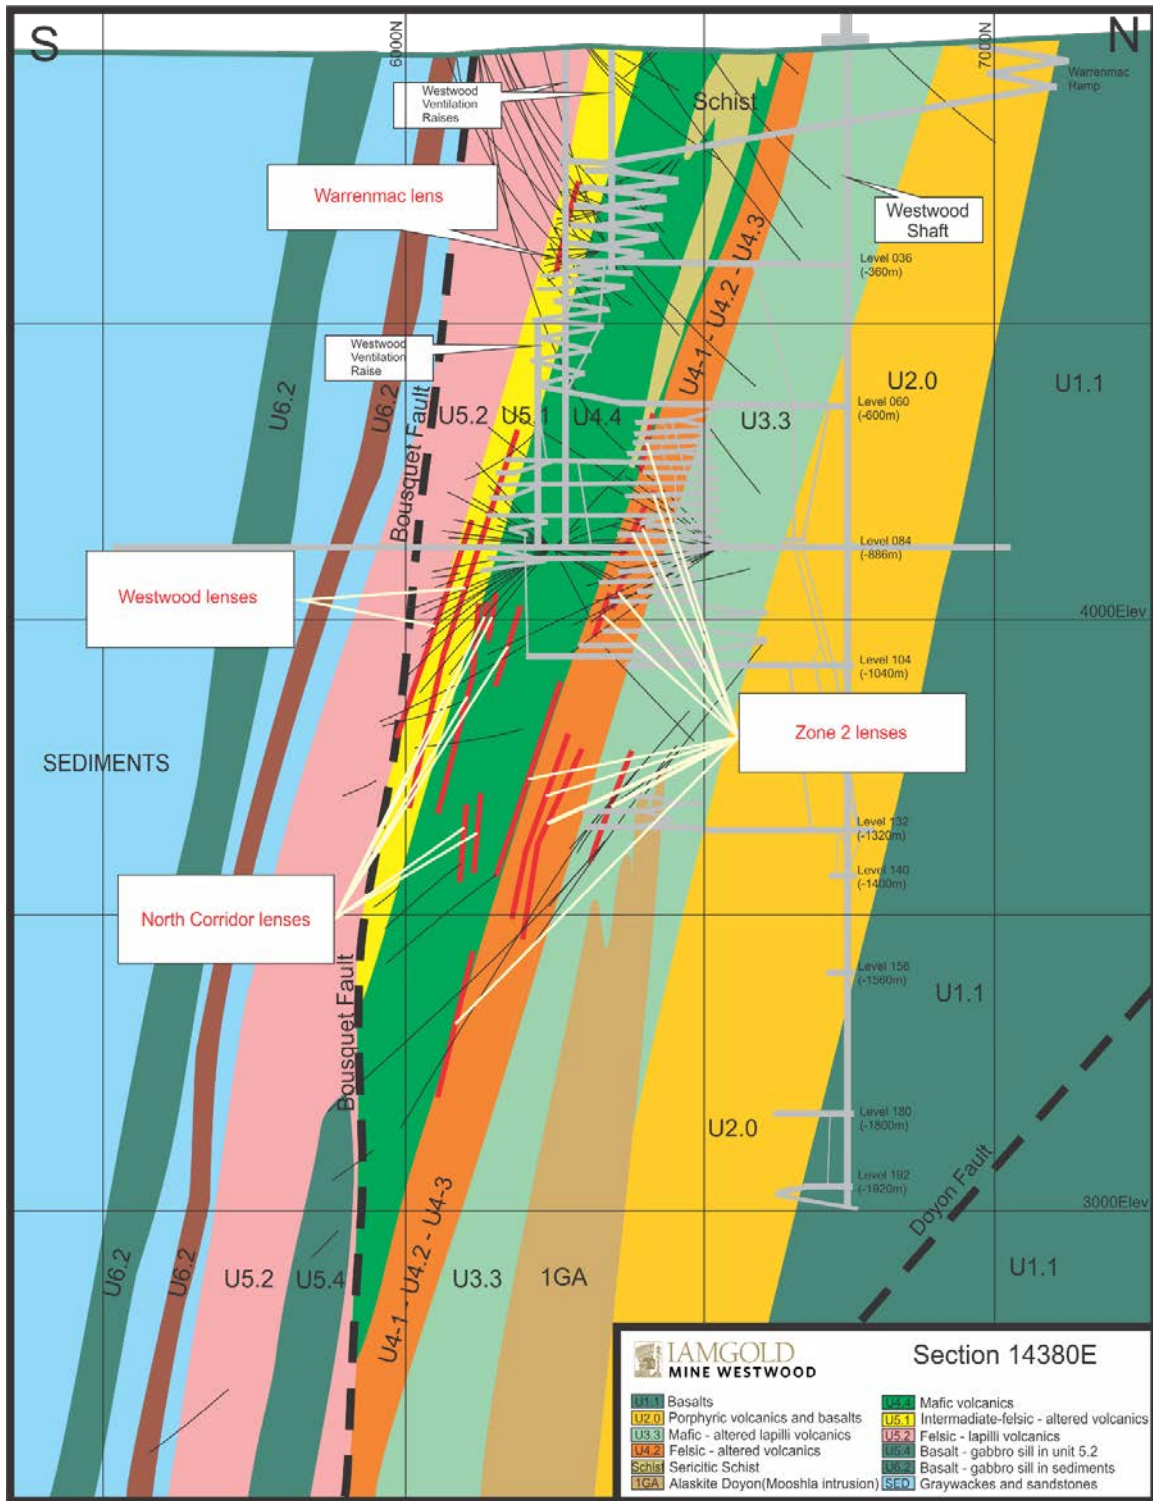 S
N
6000N
7000N
Warrenmac
Ramp
Westwood
Ventilation
Raises
Schist
Warrenmac lens
Westwood
Shaft
Level 036
(-360m)
U4-1 - U4.2 - U4.3
Westwood
Ventilation
Raise
U6.2
U6.2
Bousquet Fault
U5.2
U5.1
U4.4
U3.3
U2.0
U1.1
Level 060
(-600m)
Level 084
(-886m)
Westwood lenses
4000Elev
Level 104
(-1040m)
Zone 2 lenses
SEDIMENTS
Level 132
(-1320m)
Level 140
(-1400m)
North Corridor lenses
Level 156
(-1560m)
U1.1
Bousquet Fault
Level 180
(-1800m)
U2.0
Level 192
(-1920m)
Doyon Fault
3000Elev
U6.2
U6.2
U5.2
U5.4
U4-1 - U4.2 - U4-3
U3.3
1GA
U1.1
IAMGOLD
MINE WESTWOOD
Section 14380E
U1.1 Basalts
U2.0 Porphyric volcanics and basalts
U3.3 Mafic - altered lapilli volcanics
U4.2 Felsic - altered volcanics
Schist Sericitic Schist
1GA Alaskite Doyon(Mooshla intrusion)
U4.4 Mafic volcanics
U5.1 Intermadiate-felsic - altered volcanics
U5.2 Felsic - lapilli volcanics
U5.4 Basalt - gabbro sill in unit 5.2
U6.2 Basalt - gabbro sill in sediments
SED Graywackes and sandstones